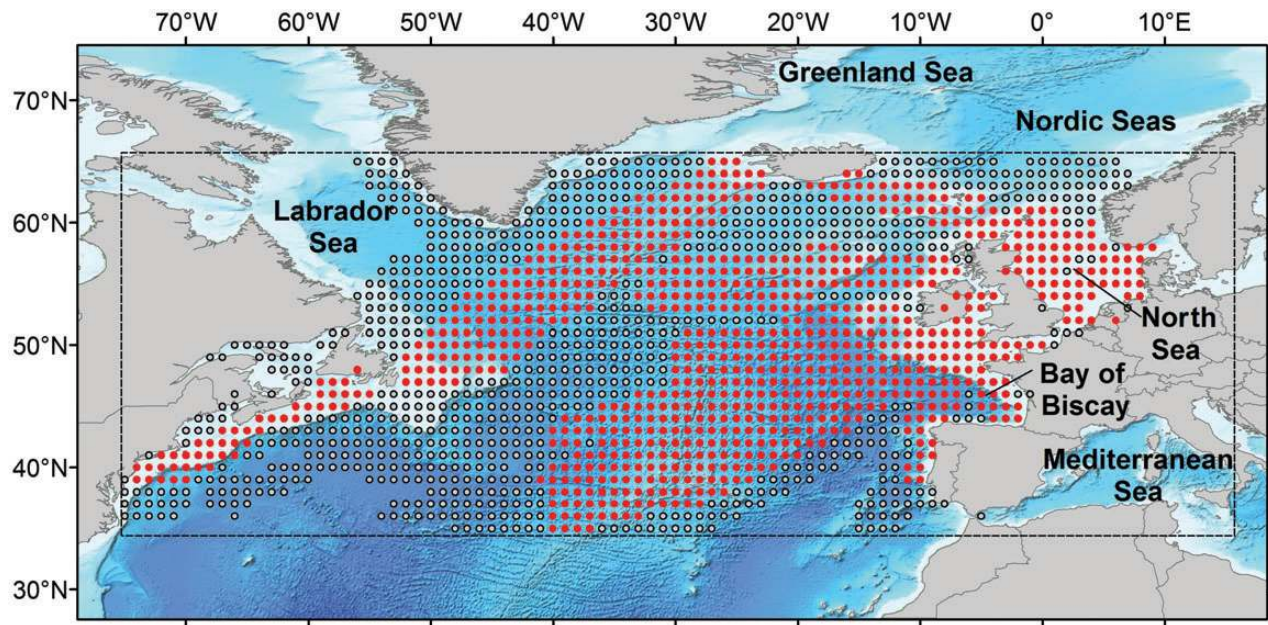 70°W 60°W 50°W 40°W 30°W 20°W 10°W 0° 10°E
Greenland Sea
70°N
Nordic Seas
60°N
Labrador
Sea
North
Sea
50°N
Bay of
Biscay
40°N
Mediterranean
Sea
30°N